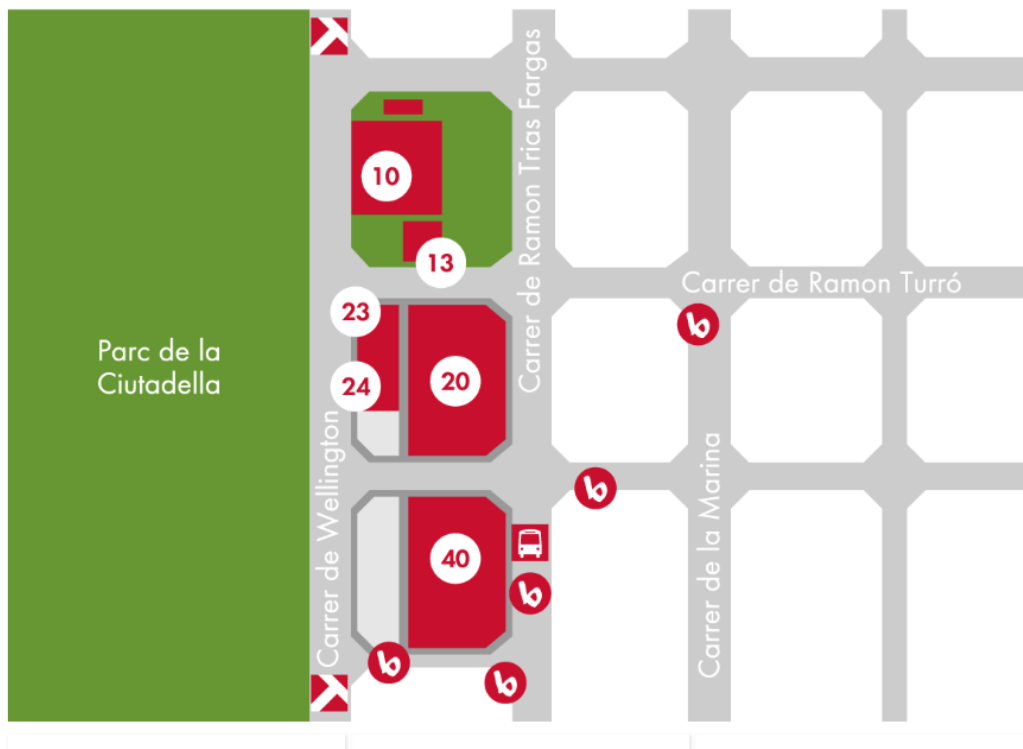 Carrer de Ramon Trias Fargas
10
13
Carrer de Ramon Turró
23
b
Parc de la
Ciutadella
24
20
Carrer de Wellington
Carrer de la Marina
b
40
b
b
b